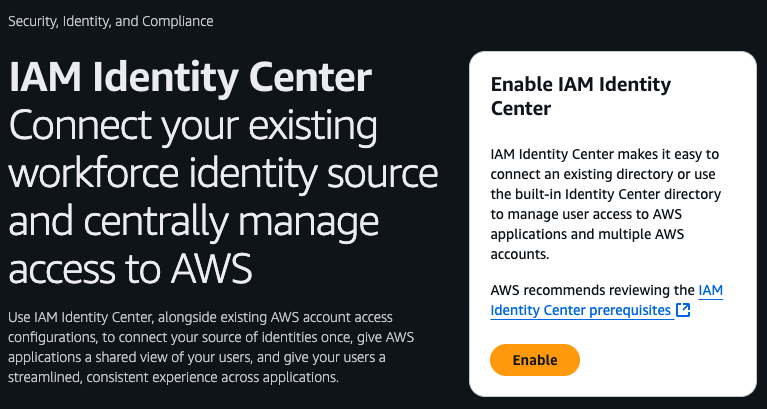 Security, Identity, and Compliance
IAM Identity Center
Connect your existing
workforce identity source
and centrally manage
access to AWS
Use IAM Identity Center, alongside existing AWS account access
configurations, to connect your source of identities once, give AWS
applications a shared view of your users, and give your users a
streamlined, consistent experience across applications.
Enable IAM Identity
Center
IAM Identity Center makes it easy to
connect an existing directory or use
the built-in Identity Center directory
to manage user access to AWS
applications and multiple AWS
accounts.
AWS recommends reviewing the IAM
Identity Center prerequisites
Enable